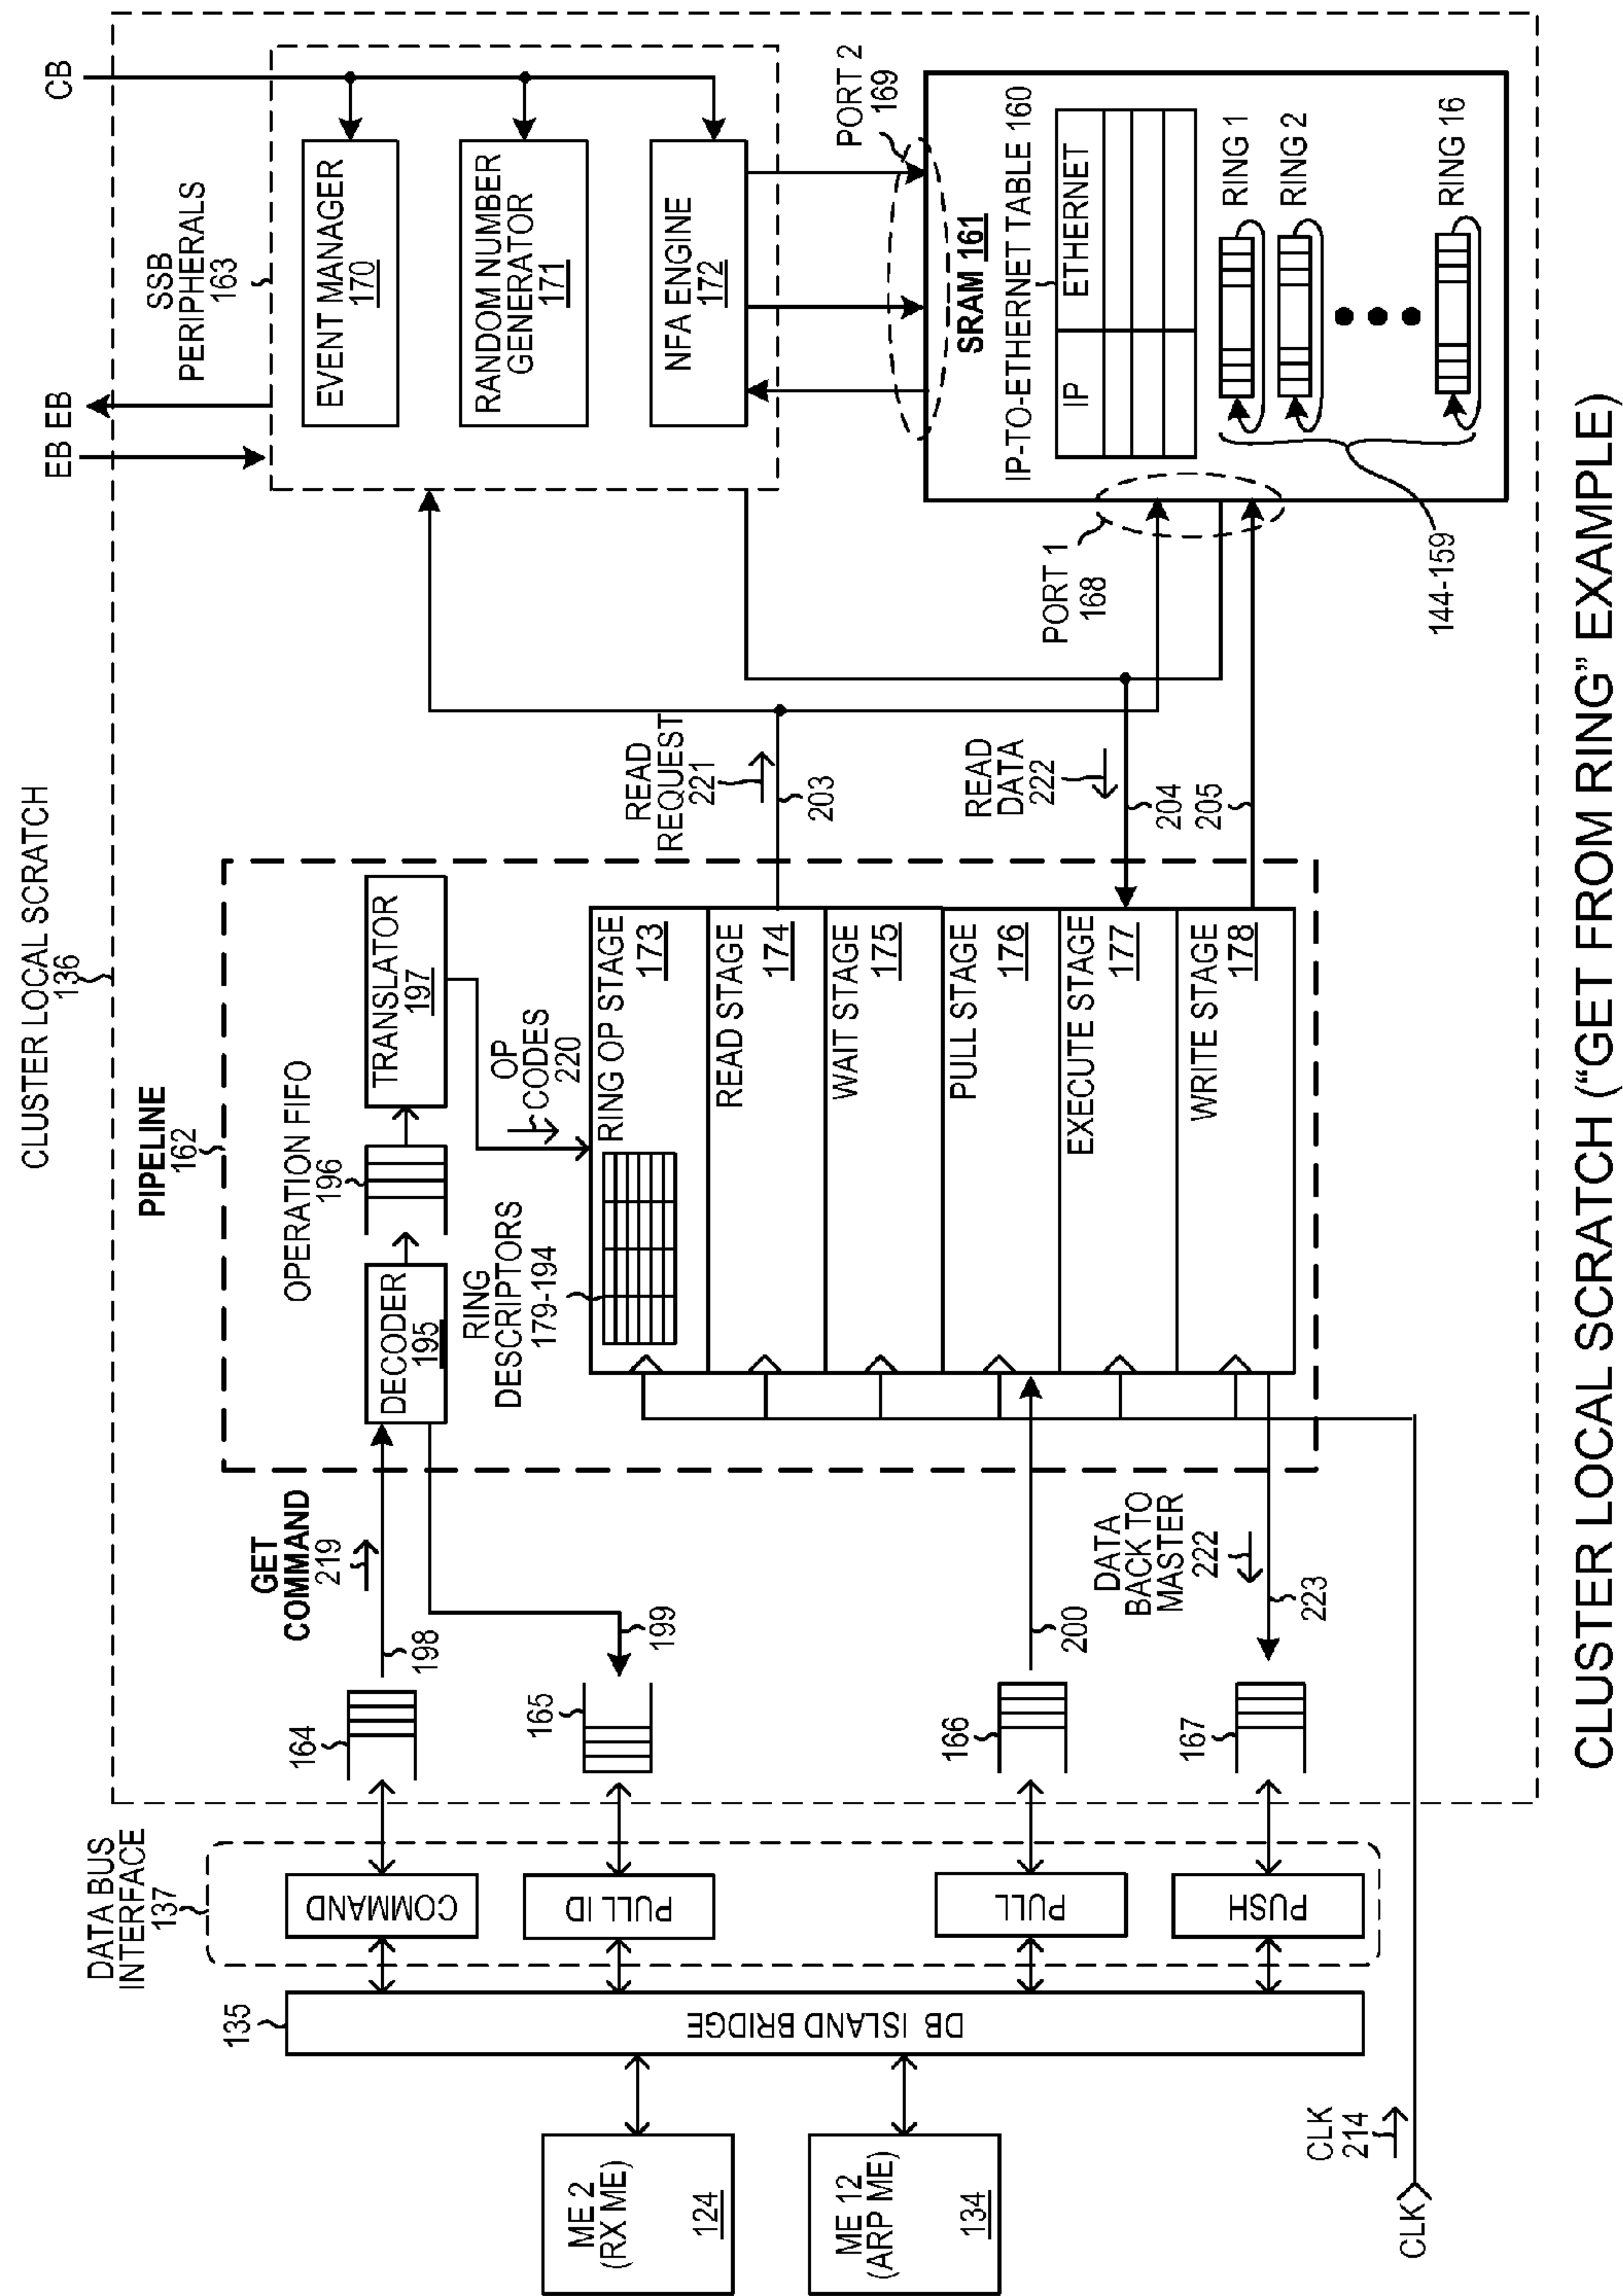 CLUSTER LOCAL SCRATCH
136
CB
EB EB
SSB
PERIPHERALS
163
EVENT MANAGER
170
RANDOM NUMBER
GENERATOR
171
NFA ENGINE
172
PORT 2
169
SRAM 161
IP-TO-ETHERNET TABLE 160
IP
ETHERNET
RING 1
RING 2
RING 16
144-159
PORT 1
168
PIPELINE
162
OPERATION FIFO
196
TRANSLATOR
197
DECODER
195
OP
CODES
220
RING
DESCRIPTORS
179-194
RING OP STAGE
173
READ STAGE
174
WAIT STAGE
175
PULL STAGE
176
EXECUTE STAGE
177
WRITE STAGE
178
READ
REQUEST
221
203
READ
DATA
222
204
205
GET
COMMAND
219
198
199
200
DATA
BACK TO
MASTER
222
223
164
165
166
167
DATA BUS
INTERFACE
137
COMMAND
PULL ID
PULL
PUSH
135
DB ISLAND BRIDGE
ME 2
(RX ME)
124
ME 12
(ARP ME)
134
CLK
214
CLK
CLUSTER LOCAL SCRATCH (“GET FROM RING” EXAMPLE)